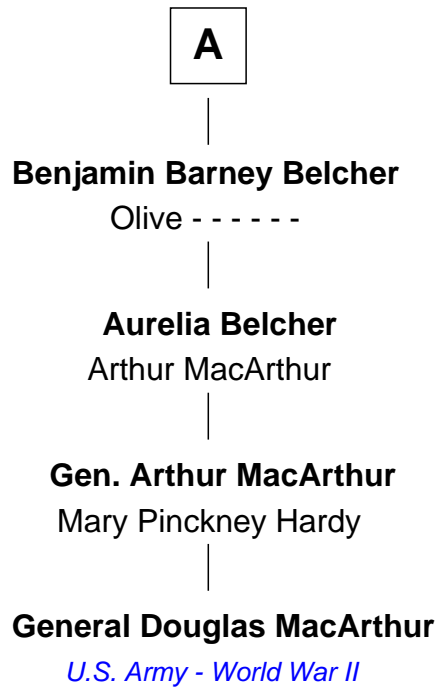 A
Benjamin Barney Belcher
Olive - - - - - -
Aurelia Belcher
Arthur MacArthur
Gen. Arthur MacArthur
Mary Pinckney Hardy
General Douglas MacArthur
U.S. Army - World War II